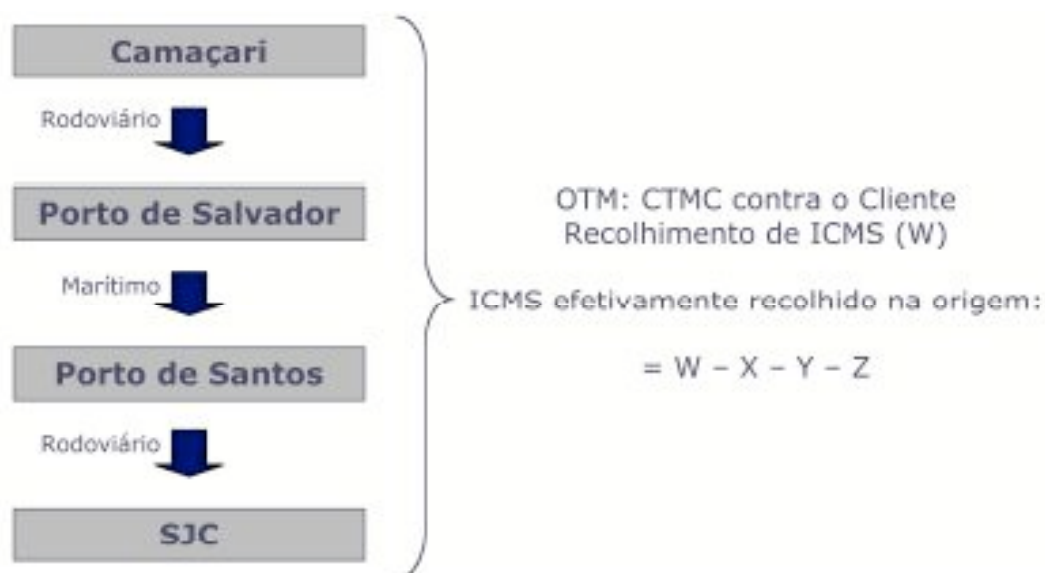 Camaçari
Rodoviário
Porto de Salvador
Marítimo
Porto de Santos
Rodoviário
SJC
OTM: CTMC contra o Cliente
Recolhimento de ICMS (W)
ICMS efetivamente recolhido na origem:
= W – X – Y – Z